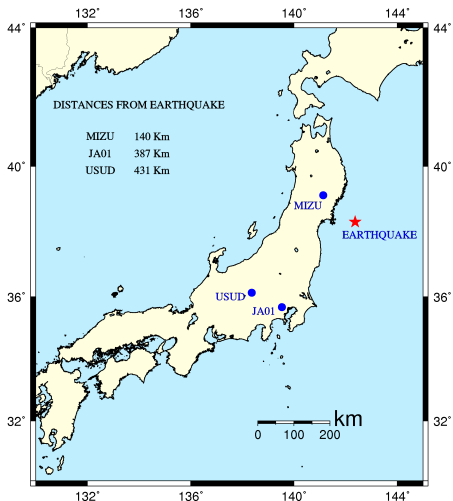 132° 136° 140° 144°
44° 44°
DISTANCES FROM EARTHQUAKE
MIZU 140 Km
JA01 387 Km
USUD 431 Km
40° 40°
MIZU
EARTHQUAKE
USUD
36° 36°
JA01
km
0 100 200
32° 32°
132° 136° 140° 144°